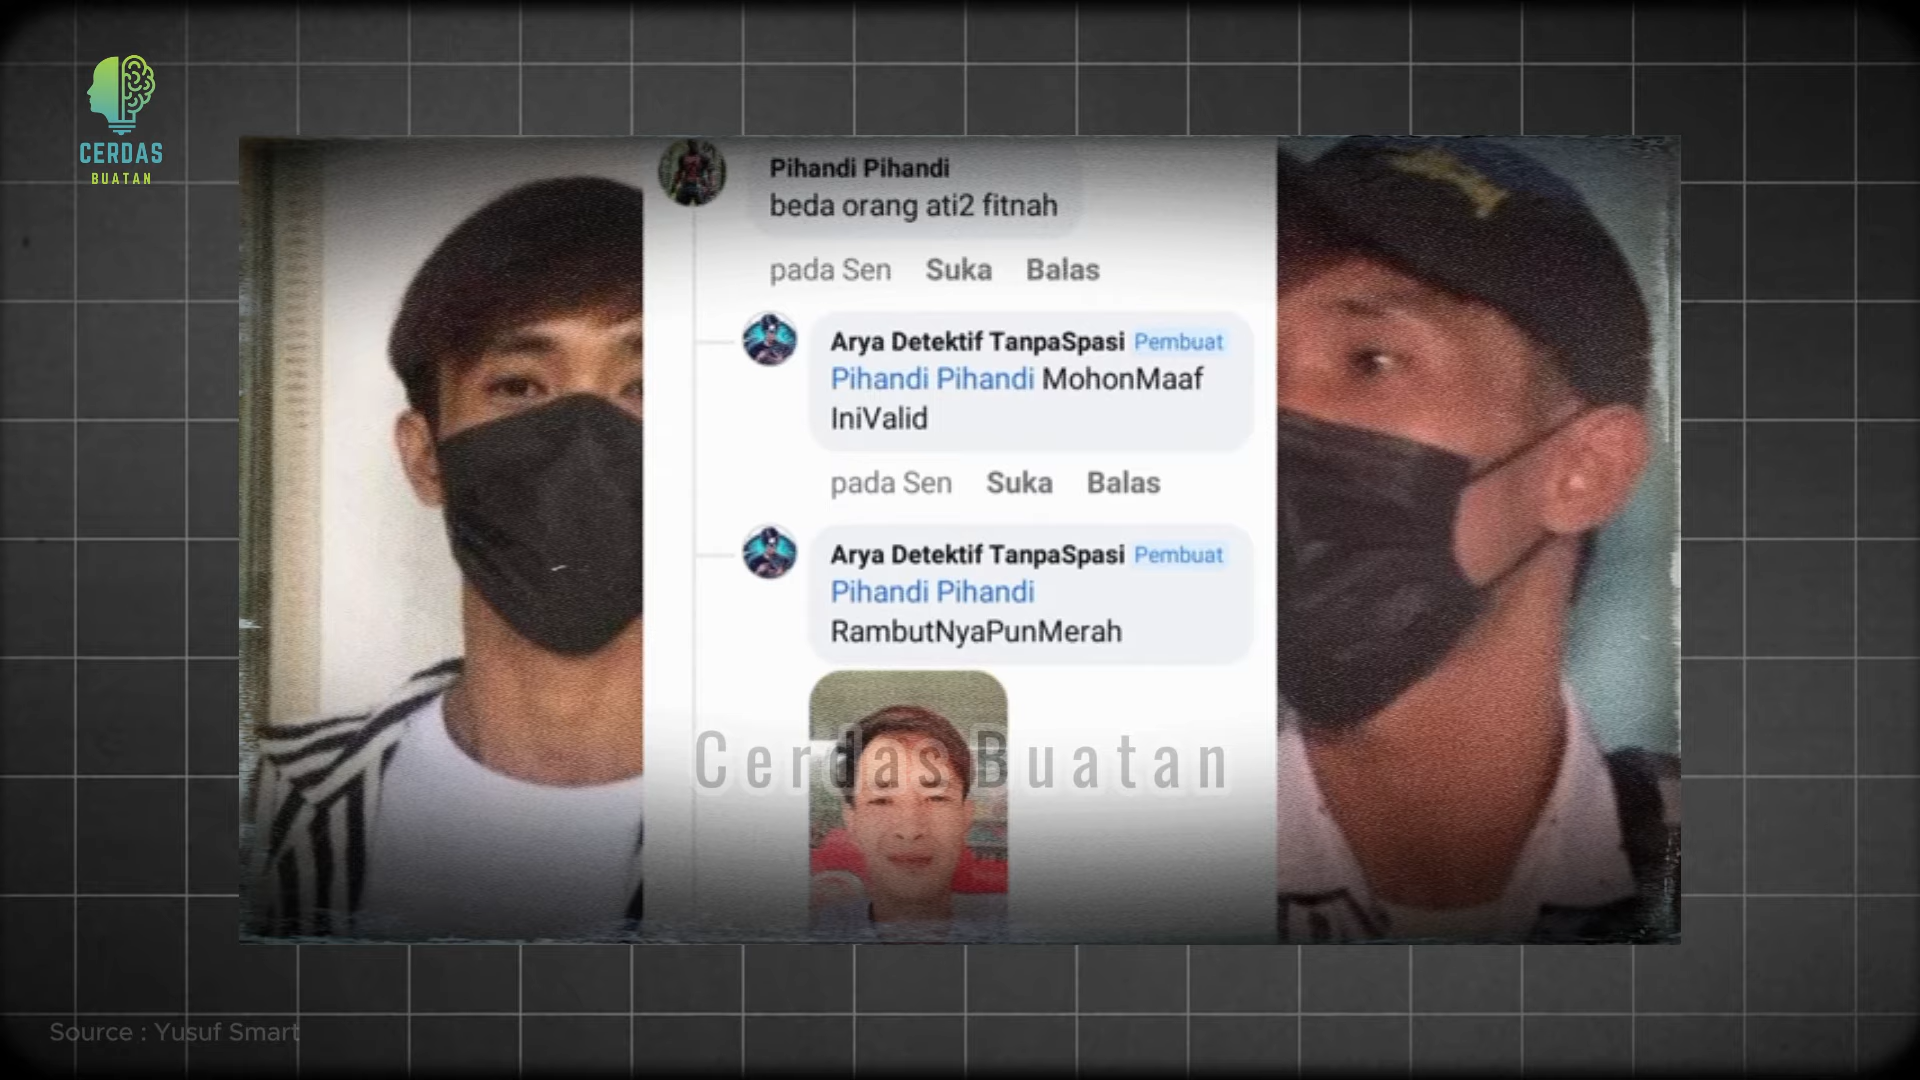 CERDAS
BUATAN
Pihandi Pihandi
beda orang ati2 fitnah
pada Sen Suka Balas
Arya Detektif TanpaSpasi Pembuat
Pihandi Pihandi MohonMaaf
IniValid
pada Sen Suka Balas
Arya Detektif TanpaSpasi Pembuat
Pihandi Pihandi
RambutNyaPunMerah
CerdasBuatan
Source : Yusuf Smart